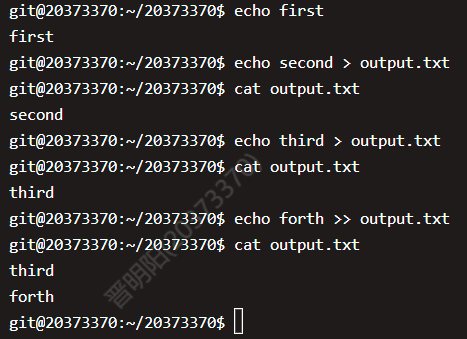 git@20373370:~/20373370$ echo first
first
git@20373370:~/20373370$ echo second > output.txt
git@20373370:~/20373370$ cat output.txt
second
git@20373370:~/20373370$ echo third > output.txt
git@20373370:~/20373370$ cat output.txt
third
git@20373370:~/20373370$ echo forth >> output.txt
git@20373370:~/20373370$ cat output.txt
third
forth
git@20373370:~/20373370$
晋明阳(20373370)